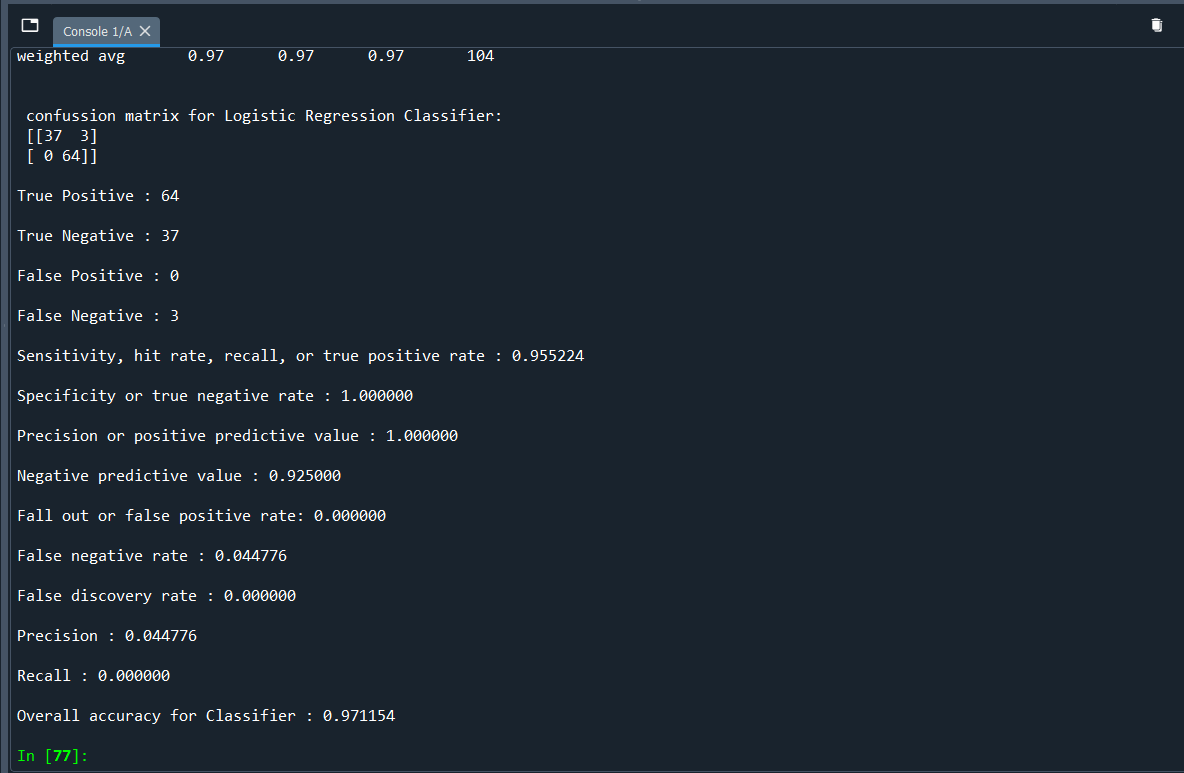 Console 1/A
weighted avg 0.97 0.97 0.97 104
confussion matrix for Logistic Regression Classifier:
[[37 3]
[ 0 64]]
True Positive : 64
True Negative : 37
False Positive : 0
False Negative : 3
Sensitivity, hit rate, recall, or true positive rate : 0.955224
Specificity or true negative rate : 1.000000
Precision or positive predictive value : 1.000000
Negative predictive value : 0.925000
Fall out or false positive rate: 0.000000
False negative rate : 0.044776
False discovery rate : 0.000000
Precision : 0.044776
Recall : 0.000000
Overall accuracy for Classifier : 0.971154
In [77]: